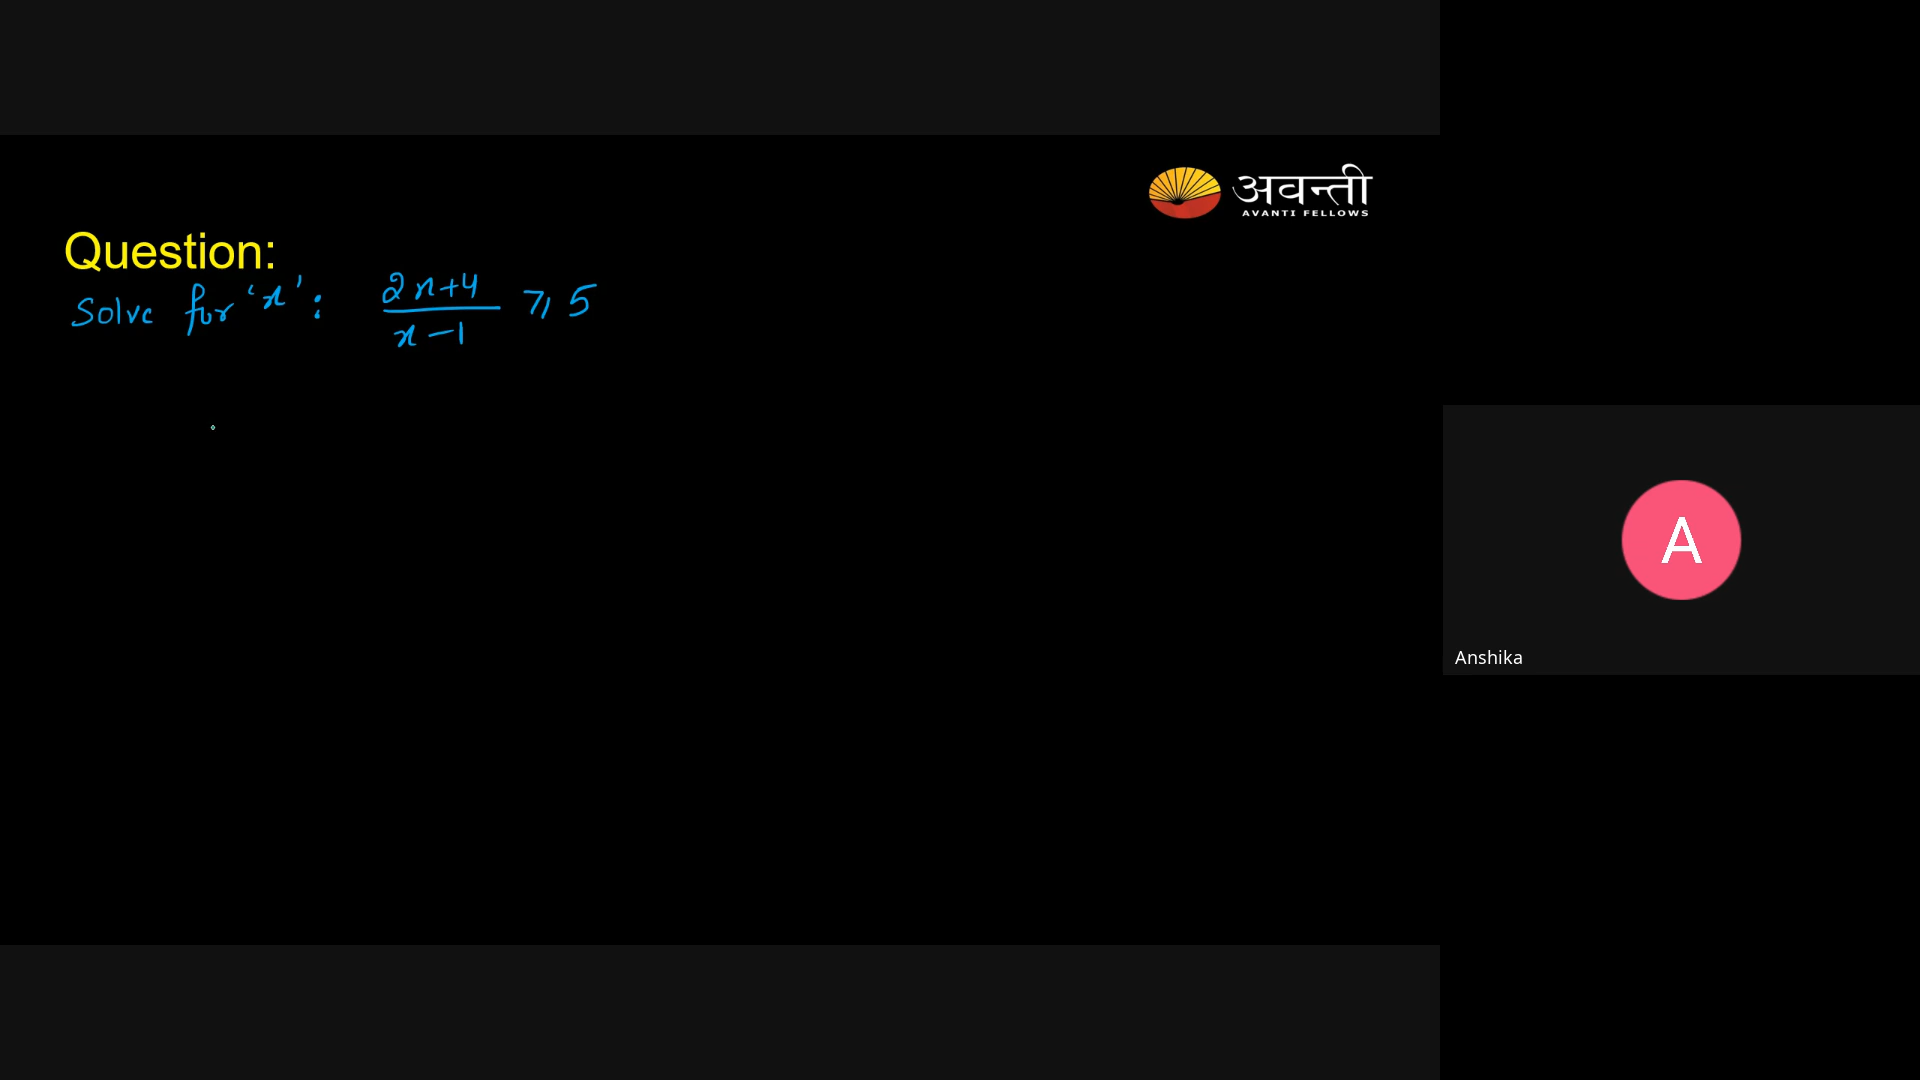 अवन्ती
AVANTI FELLOWS
Question:
Solve for 'x': (2x+4)/(x-1) ≥ 5
A
Anshika